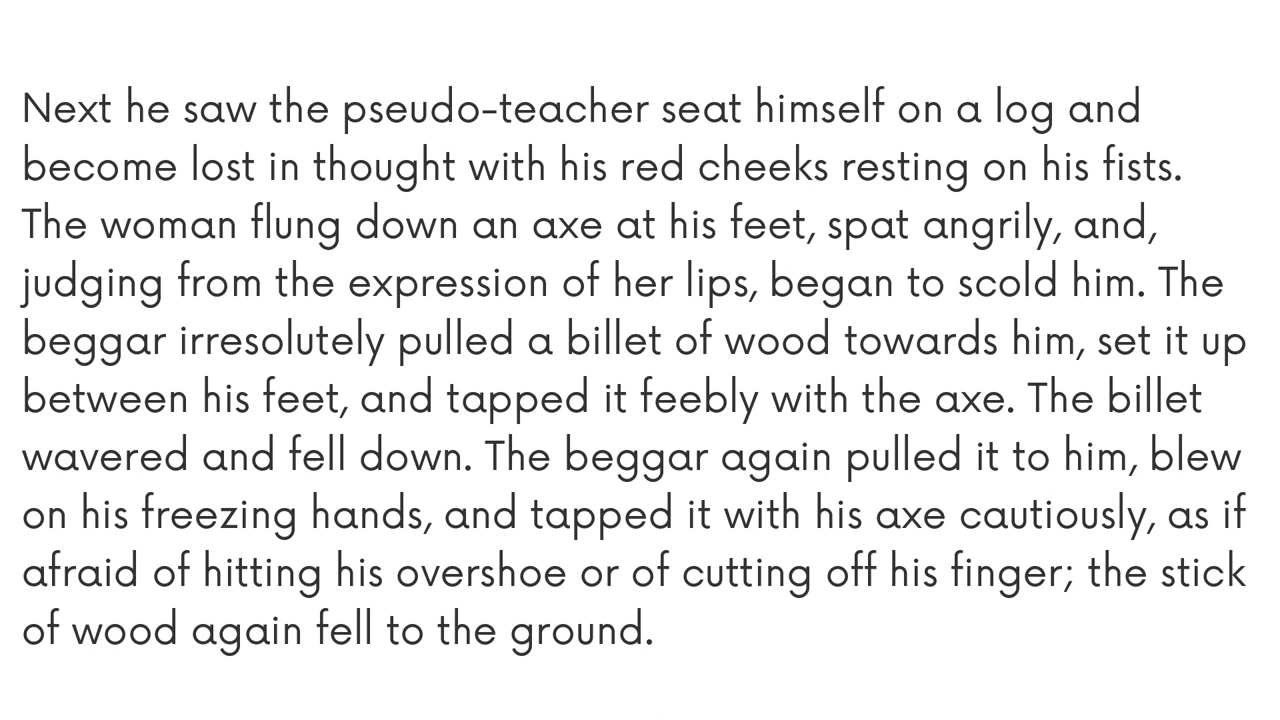 Next he saw the pseudo-teacher seat himself on a log and
become lost in thought with his red cheeks resting on his fists.
The woman flung down an axe at his feet, spat angrily, and,
judging from the expression of her lips, began to scold him. The
beggar irresolutely pulled a billet of wood towards him, set it up
between his feet, and tapped it feebly with the axe. The billet
wavered and fell down. The beggar again pulled it to him, blew
on his freezing hands, and tapped it with his axe cautiously, as if
afraid of hitting his overshoe or of cutting off his finger; the stick
of wood again fell to the ground.